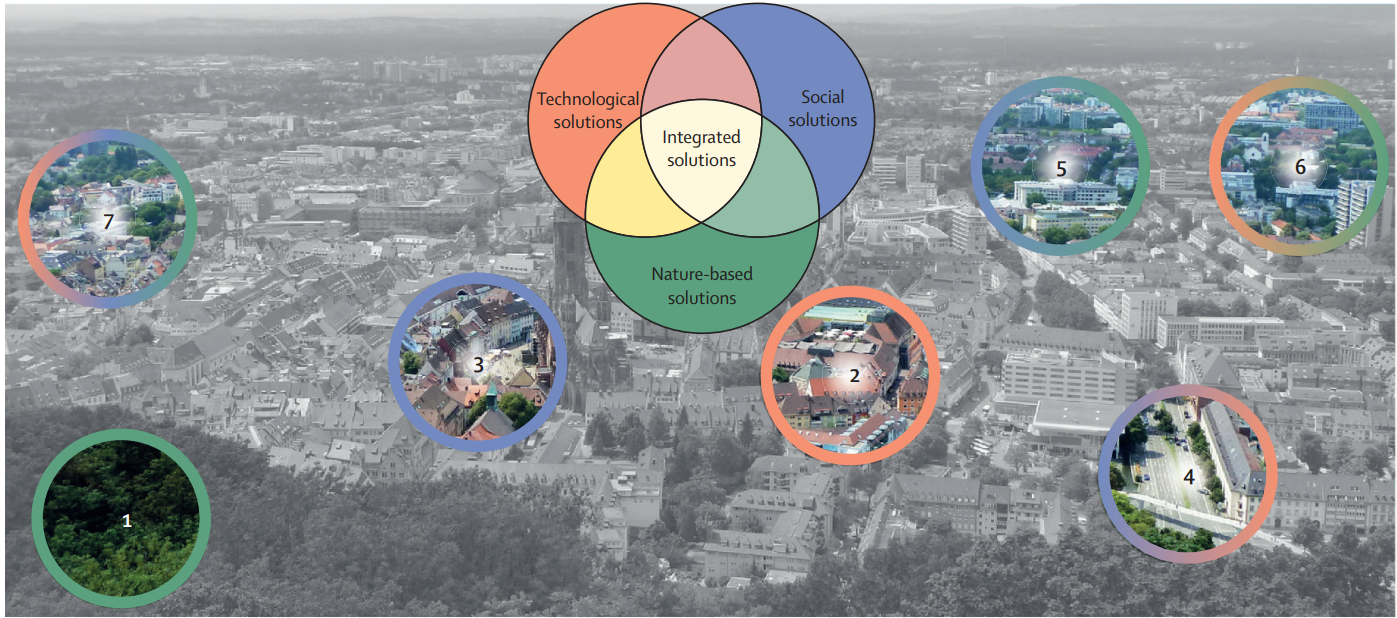 Technological
solutions
Social
solutions
Integrated
solutions
Nature-based
solutions
5
6
7
3
2
4
1